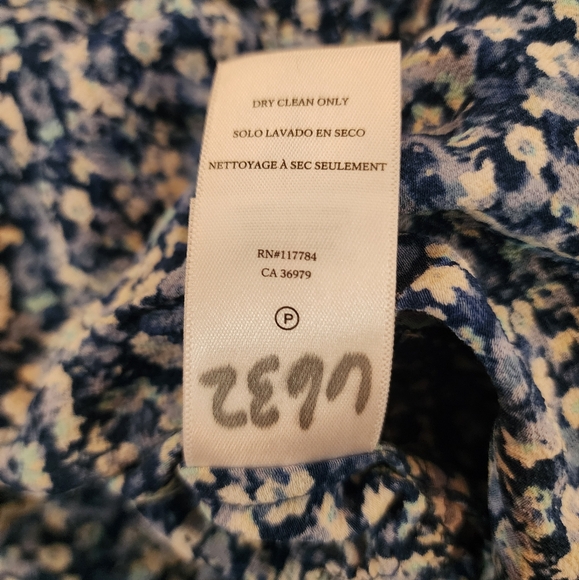 DRY CLEAN ONLY
SOLO LAVADO EN SECO
NETTOYAGE À SEC SEULEMENT
RN#117784
CA 36979
P